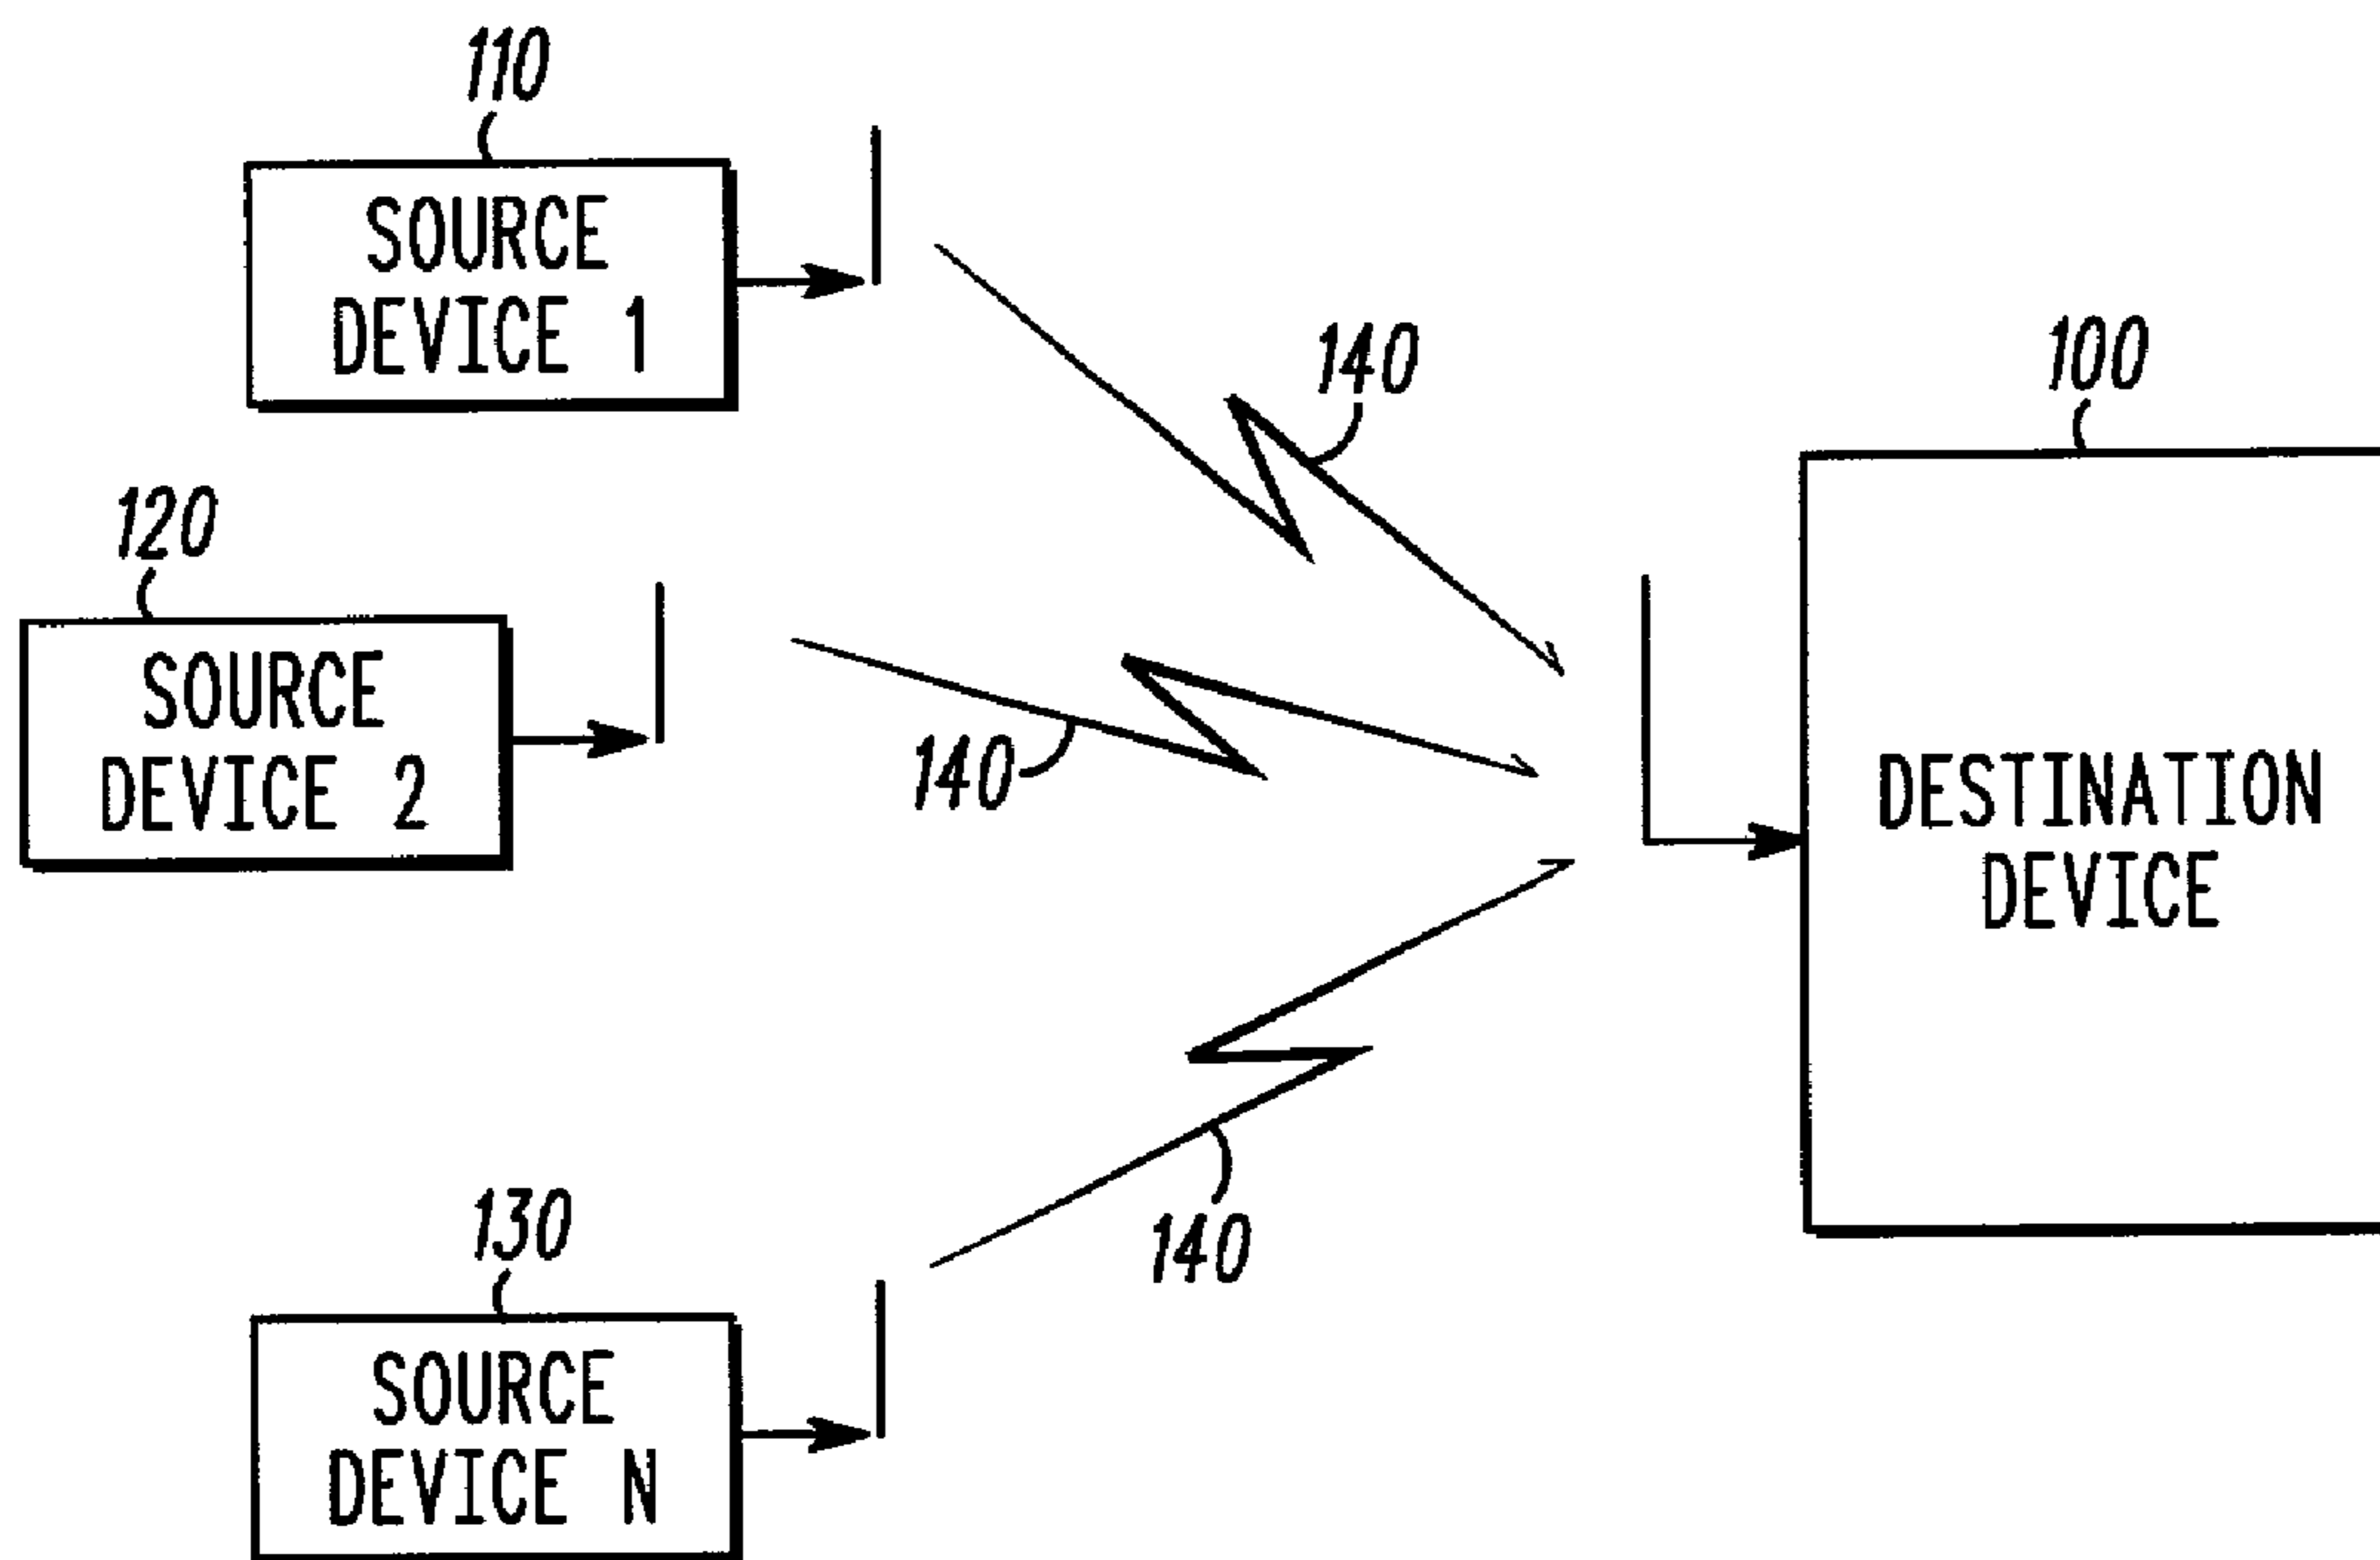 110
SOURCE
DEVICE 1
140
100
120
SOURCE
DEVICE 2
140
DESTINATION
DEVICE
130
140
SOURCE
DEVICE N